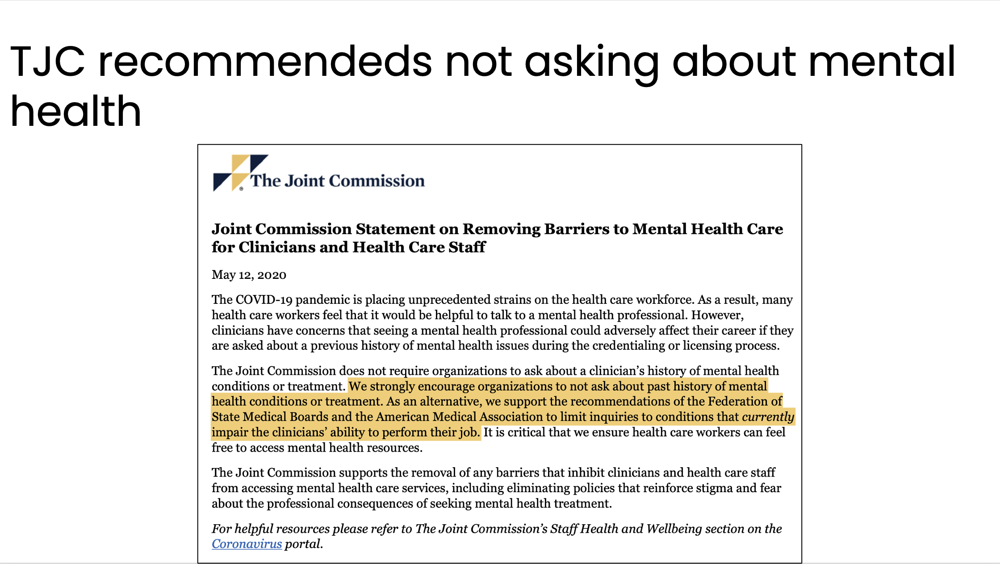 TJC recommendeds not asking about mental
health
The Joint Commission
®
Joint Commission Statement on Removing Barriers to Mental Health Care
for Clinicians and Health Care Staff
May 12, 2020
The COVID-19 pandemic is placing unprecedented strains on the health care workforce. As a result, many
health care workers feel that it would be helpful to talk to a mental health professional. However,
clinicians have concerns that seeing a mental health professional could adversely affect their career if they
are asked about a previous history of mental health issues during the credentialing or licensing process.
The Joint Commission does not require organizations to ask about a clinician’s history of mental health
conditions or treatment. We strongly encourage organizations to not ask about past history of mental
health conditions or treatment. As an alternative, we support the recommendations of the Federation of
State Medical Boards and the American Medical Association to limit inquiries to conditions that currently
impair the clinicians’ ability to perform their job. It is critical that we ensure health care workers can feel
free to access mental health resources.
The Joint Commission supports the removal of any barriers that inhibit clinicians and health care staff
from accessing mental health care services, including eliminating policies that reinforce stigma and fear
about the professional consequences of seeking mental health treatment.
For helpful resources please refer to The Joint Commission’s Staff Health and Wellbeing section on the
Coronavirus portal.